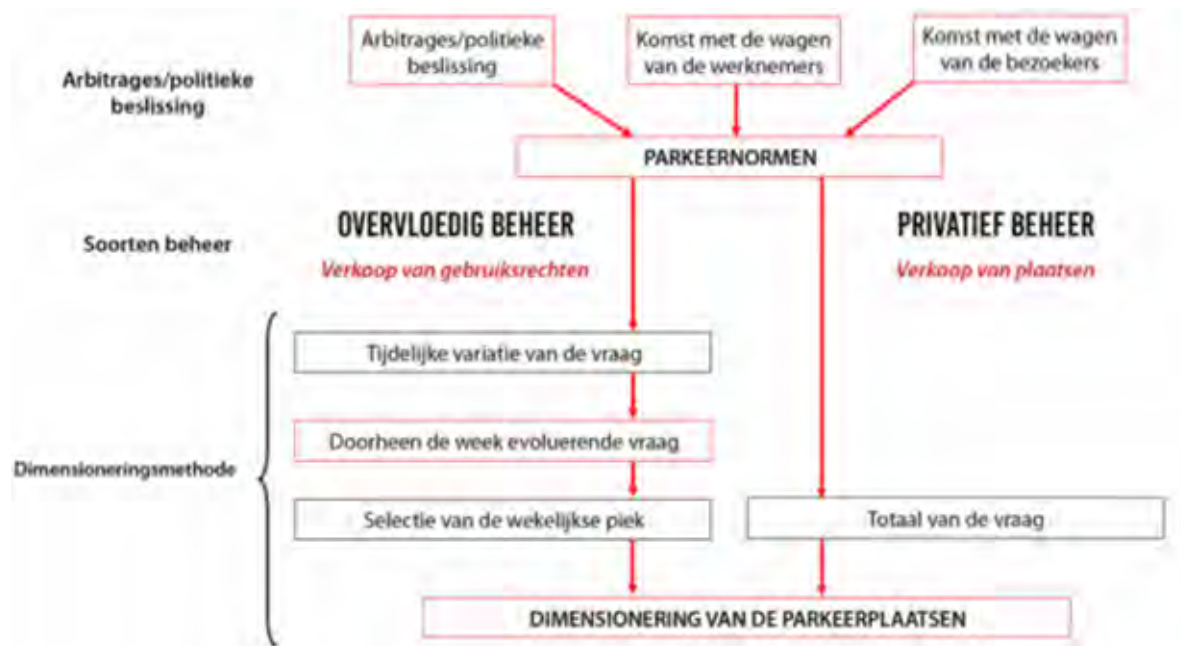 Arbitrages/politieke
beslissing
Arbitrages/politieke
beslissing
Komst met de wagen
van de werknemers
Komst met de wagen
van de bezoekers
PARKEERNORMEN
Soorten beheer
OVERVLOEDIG BEHEER
Verkoop van gebruiksrechten
PRIVATIEF BEHEER
Verkoop van plaatsen
Dimensioneringsmethode
Tijdelijke variatie van de vraag
Doorheen de week evoluerende vraag
Selectie van de wekelijkse piek
Totaal van de vraag
DIMENSIONERING VAN DE PARKEERPLAATSEN